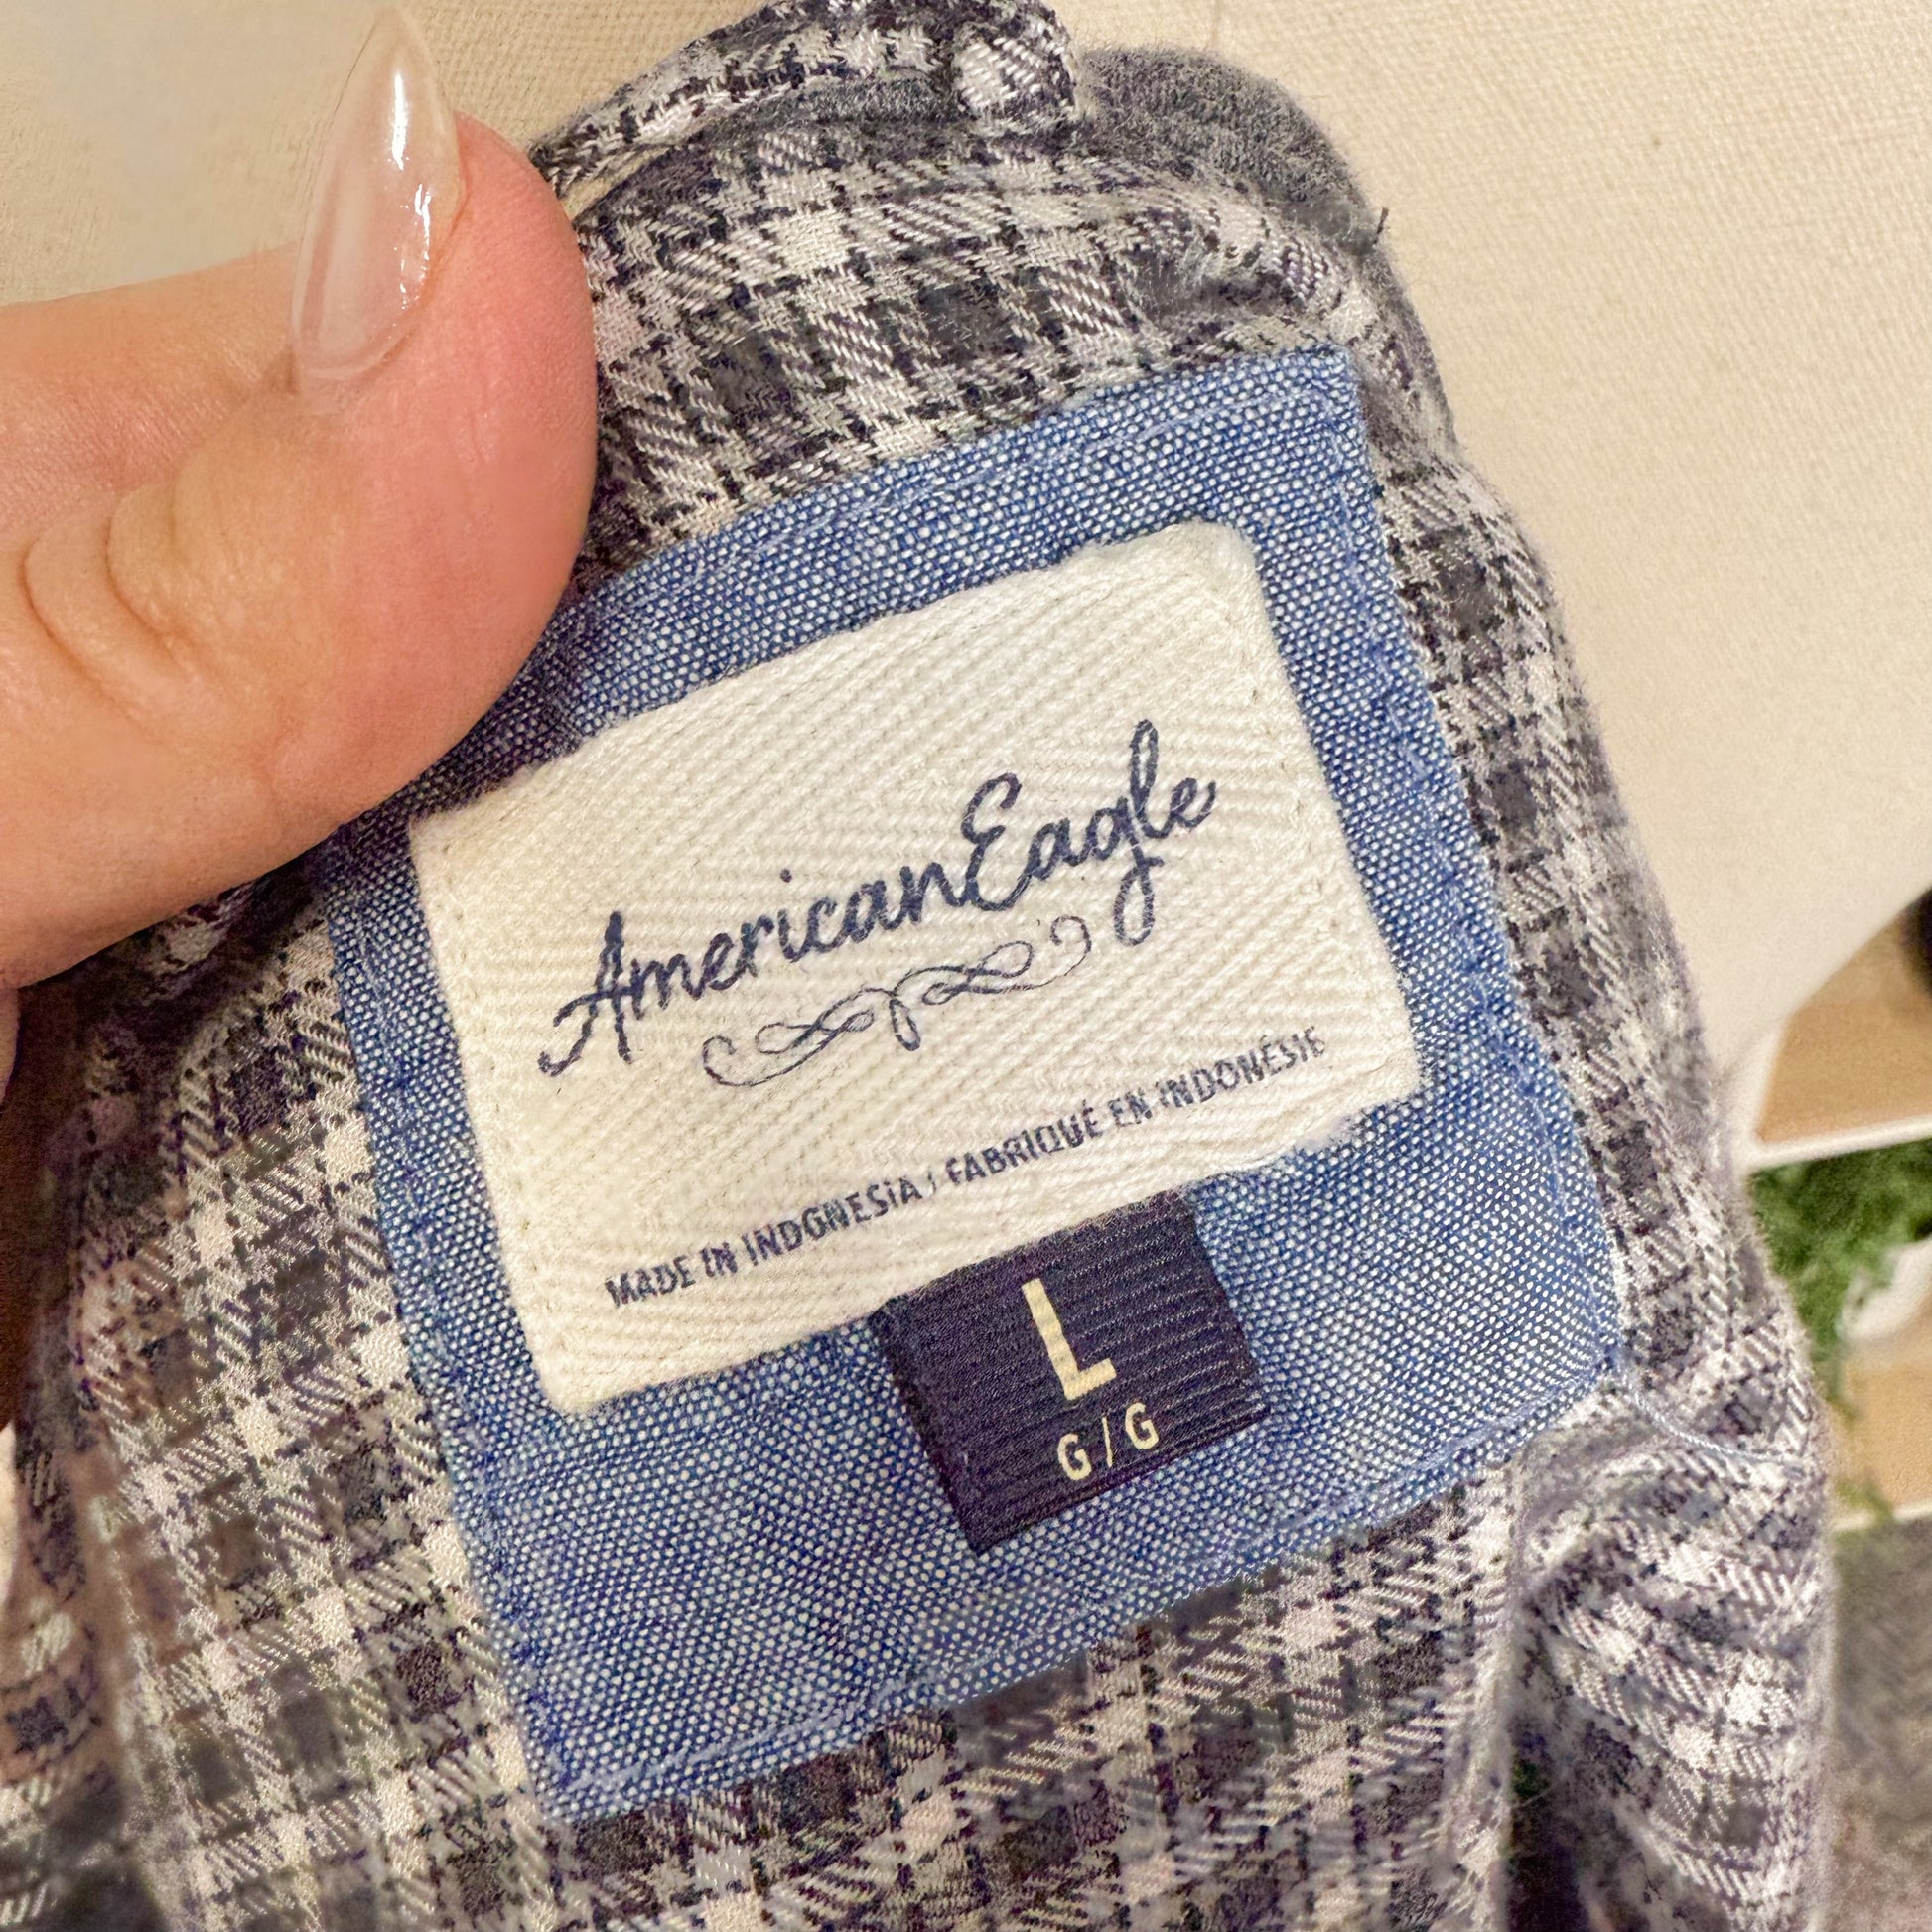 AmericanEagle
MADE IN INDONESIA / FABRIQUÉ EN INDONÉSIE
L
G/G